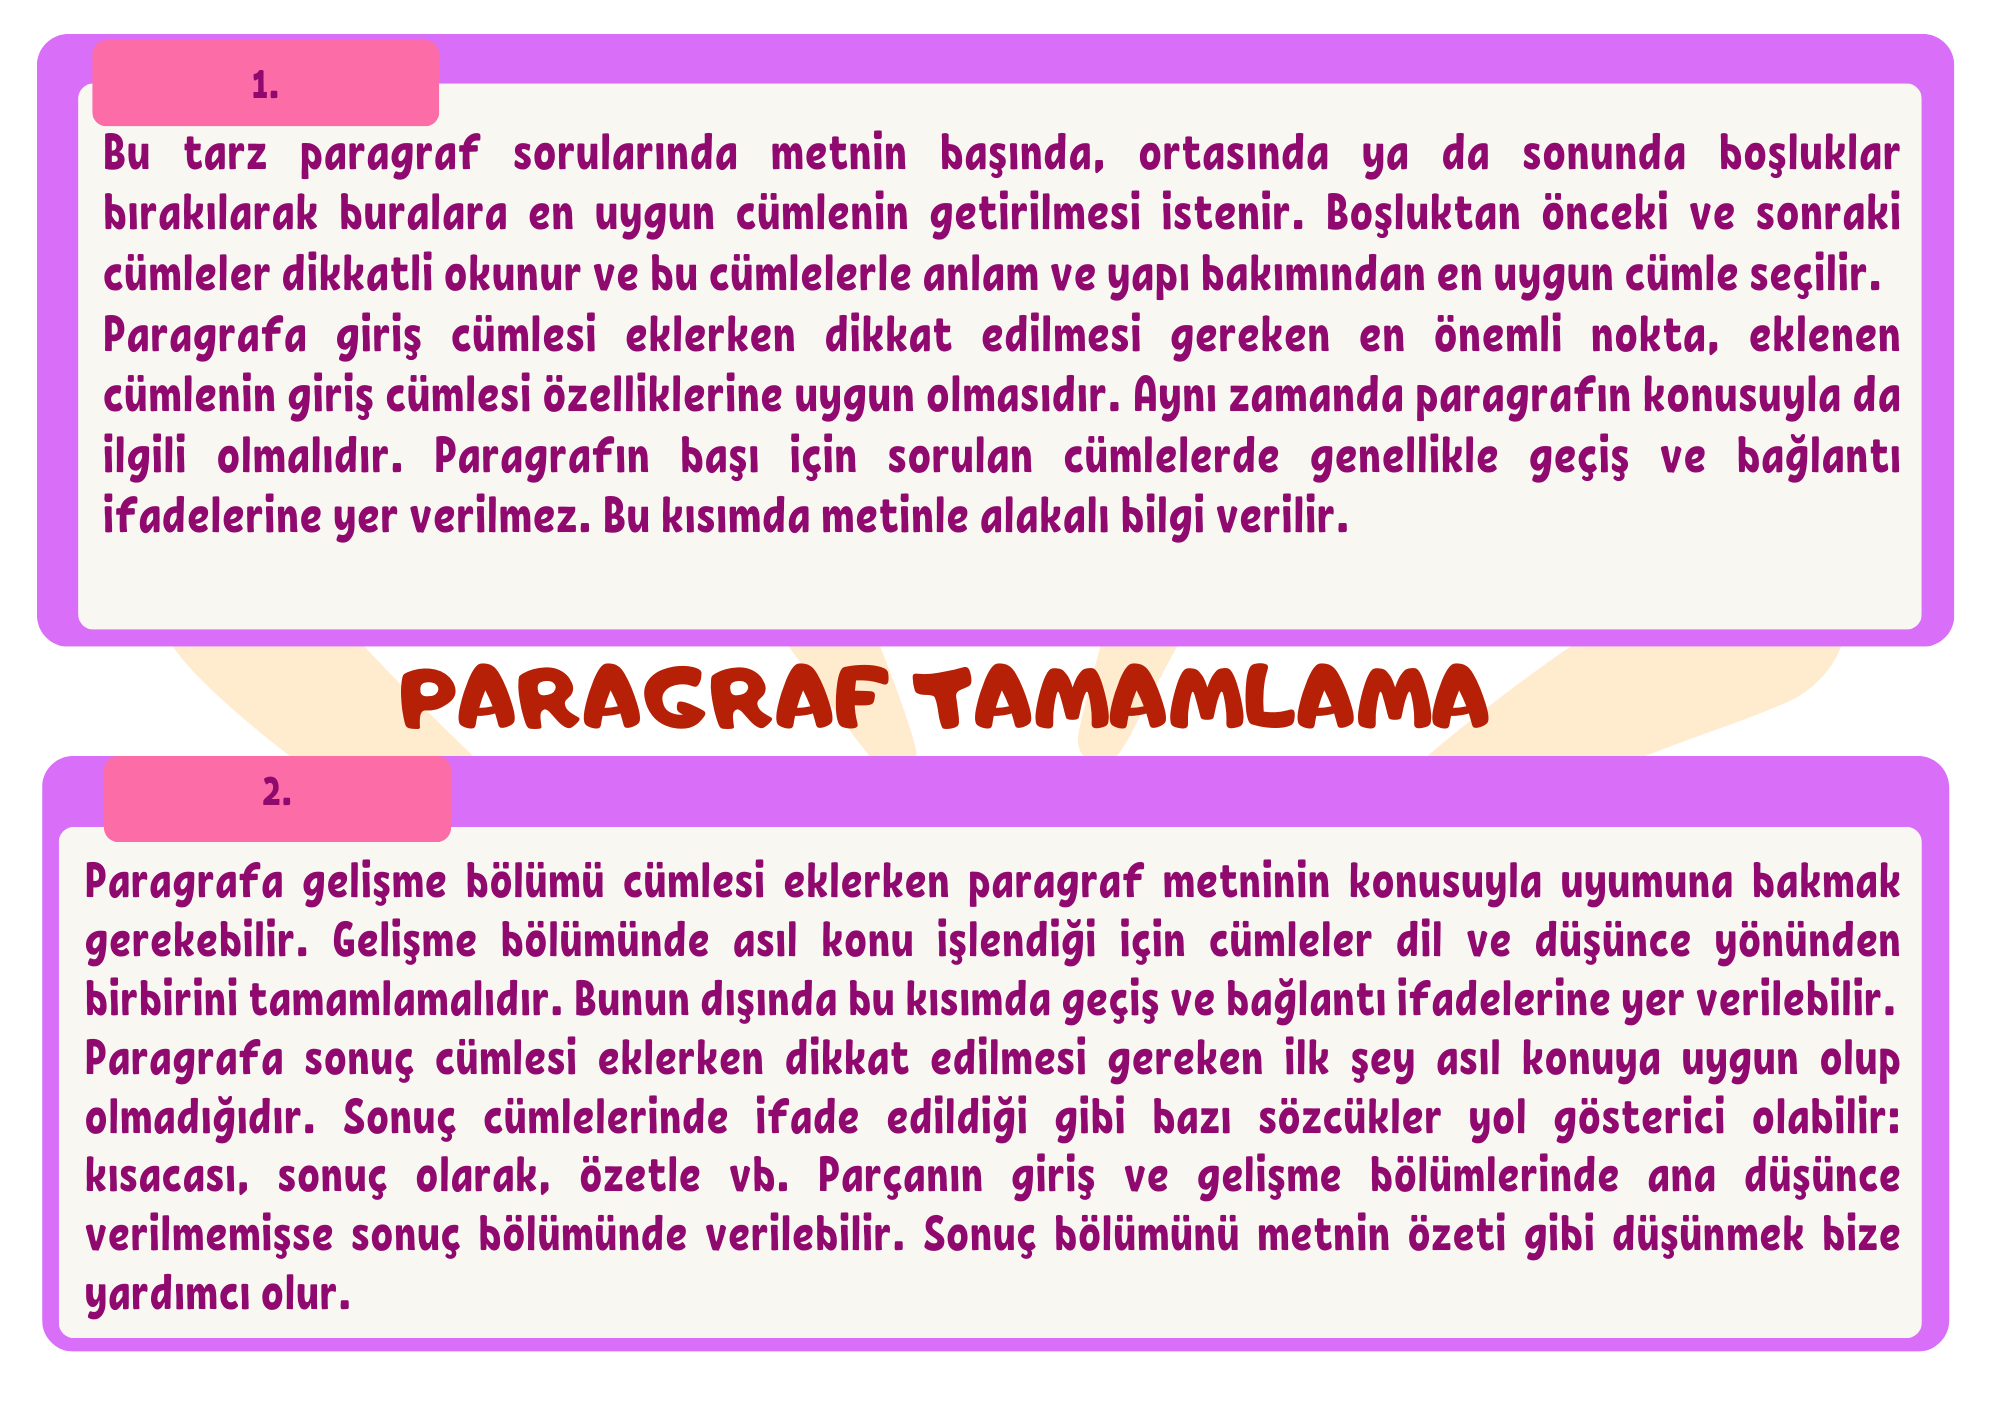 1.
Bu tarz paragraf sorularında metnin başında, ortasında ya da sonunda boşluklar
bırakılarak buralara en uygun cümlenin getirilmesi istenir. Boşluktan önceki ve sonraki
cümleler dikkatli okunur ve bu cümlelerle anlam ve yapı bakımından en uygun cümle seçilir.
Paragrafa giriş cümlesi eklerken dikkat edilmesi gereken en önemli nokta, eklenen
cümlenin giriş cümlesi özelliklerine uygun olmasıdır. Aynı zamanda paragrafın konusuyla da
ilgili olmalıdır. Paragrafın başı için sorulan cümlelerde genellikle geçiş ve bağlantı
ifadelerine yer verilmez. Bu kısımda metinle alakalı bilgi verilir.
PARAGRAF TAMAMLAMA
2.
Paragrafa gelişme bölümü cümlesi eklerken paragraf metninin konusuyla uyumuna bakmak
gerekebilir. Gelişme bölümünde asıl konu işlendiği için cümleler dil ve düşünce yönünden
birbirini tamamlamalıdır. Bunun dışında bu kısımda geçiş ve bağlantı ifadelerine yer verilebilir.
Paragrafa sonuç cümlesi eklerken dikkat edilmesi gereken ilk şey asıl konuya uygun olup
olmadığıdır. Sonuç cümlelerinde ifade edildiği gibi bazı sözcükler yol gösterici olabilir:
kısacası, sonuç olarak, özetle vb. Parçanın giriş ve gelişme bölümlerinde ana düşünce
verilmemişse sonuç bölümünde verilebilir. Sonuç bölümünü metnin özeti gibi düşünmek bize
yardımcı olur.